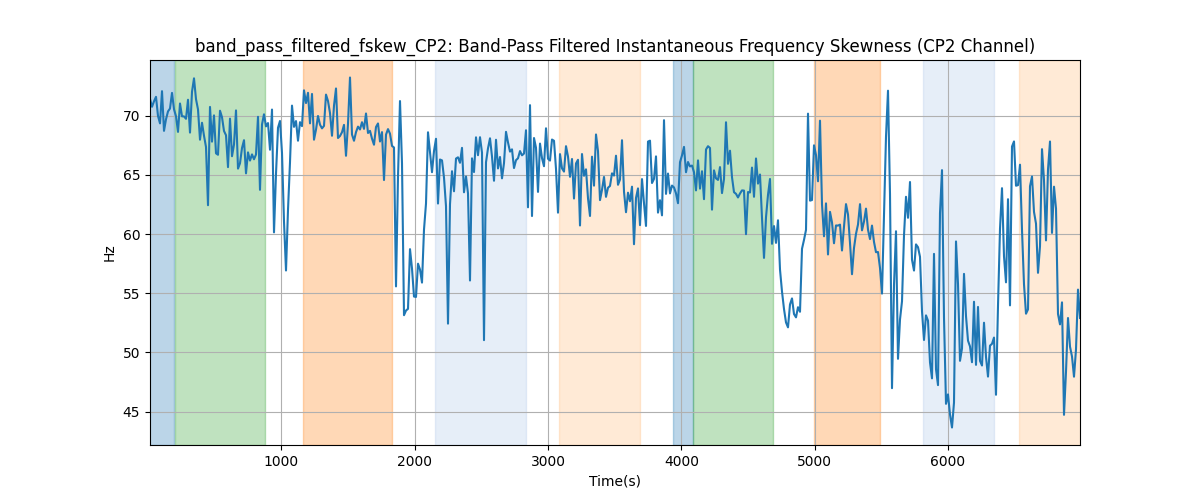 band_pass_filtered_fskew_CP2: Band-Pass Filtered Instantaneous Frequency Skewness (CP2 Channel)
Hz
70
65
60
55
50
45
1000 2000 3000 4000 5000 6000
Time(s)